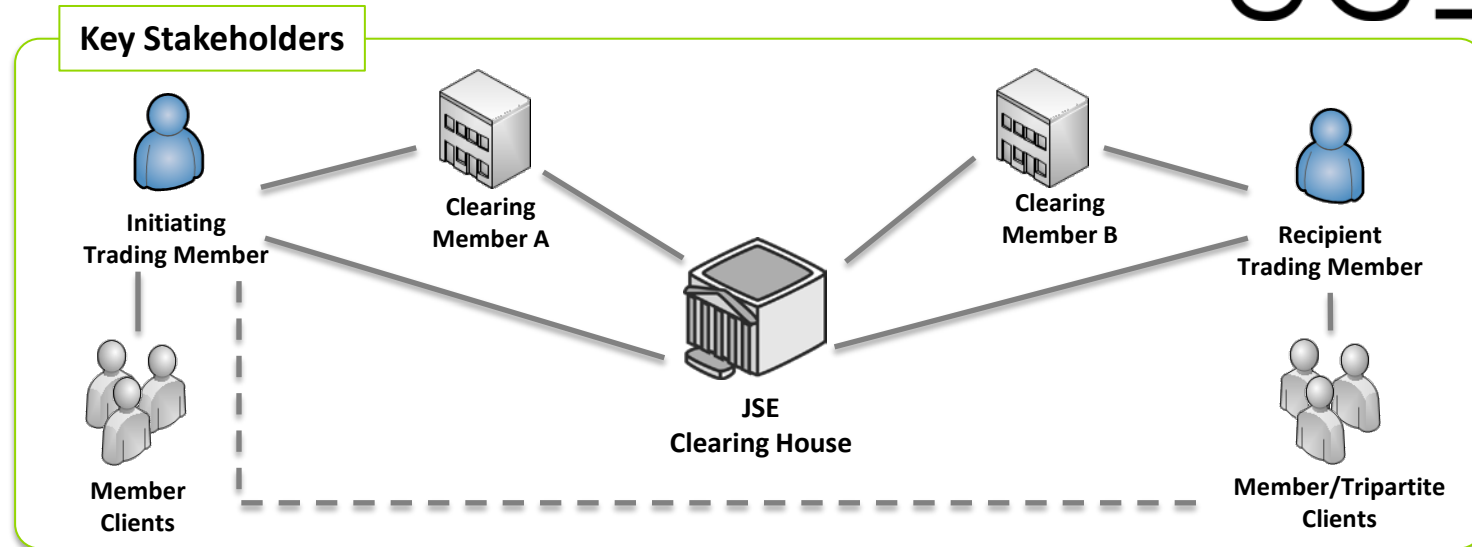 Key Stakeholders
Initiating
Trading Member
Clearing
Member A
Clearing
Member B
Recipient
Trading Member
JSE
Clearing House
Member
Clients
Member/Tripartite
Clients